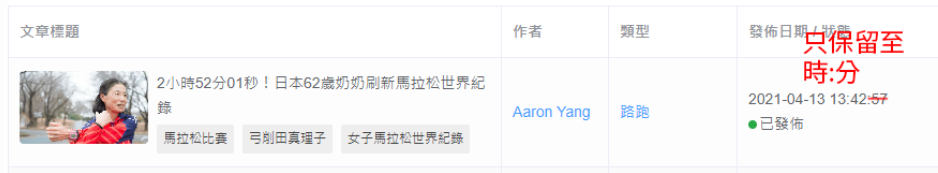 文章標題
作者
類型
發佈日期 / 狀態
只保留至
時:分
2小時52分01秒！日本62歲奶奶刷新馬拉松世界紀
錄
馬拉松比賽
弓削田真理子
女子馬拉松世界紀錄
Aaron Yang
路跑
2021-04-13 13:42:57
已發佈